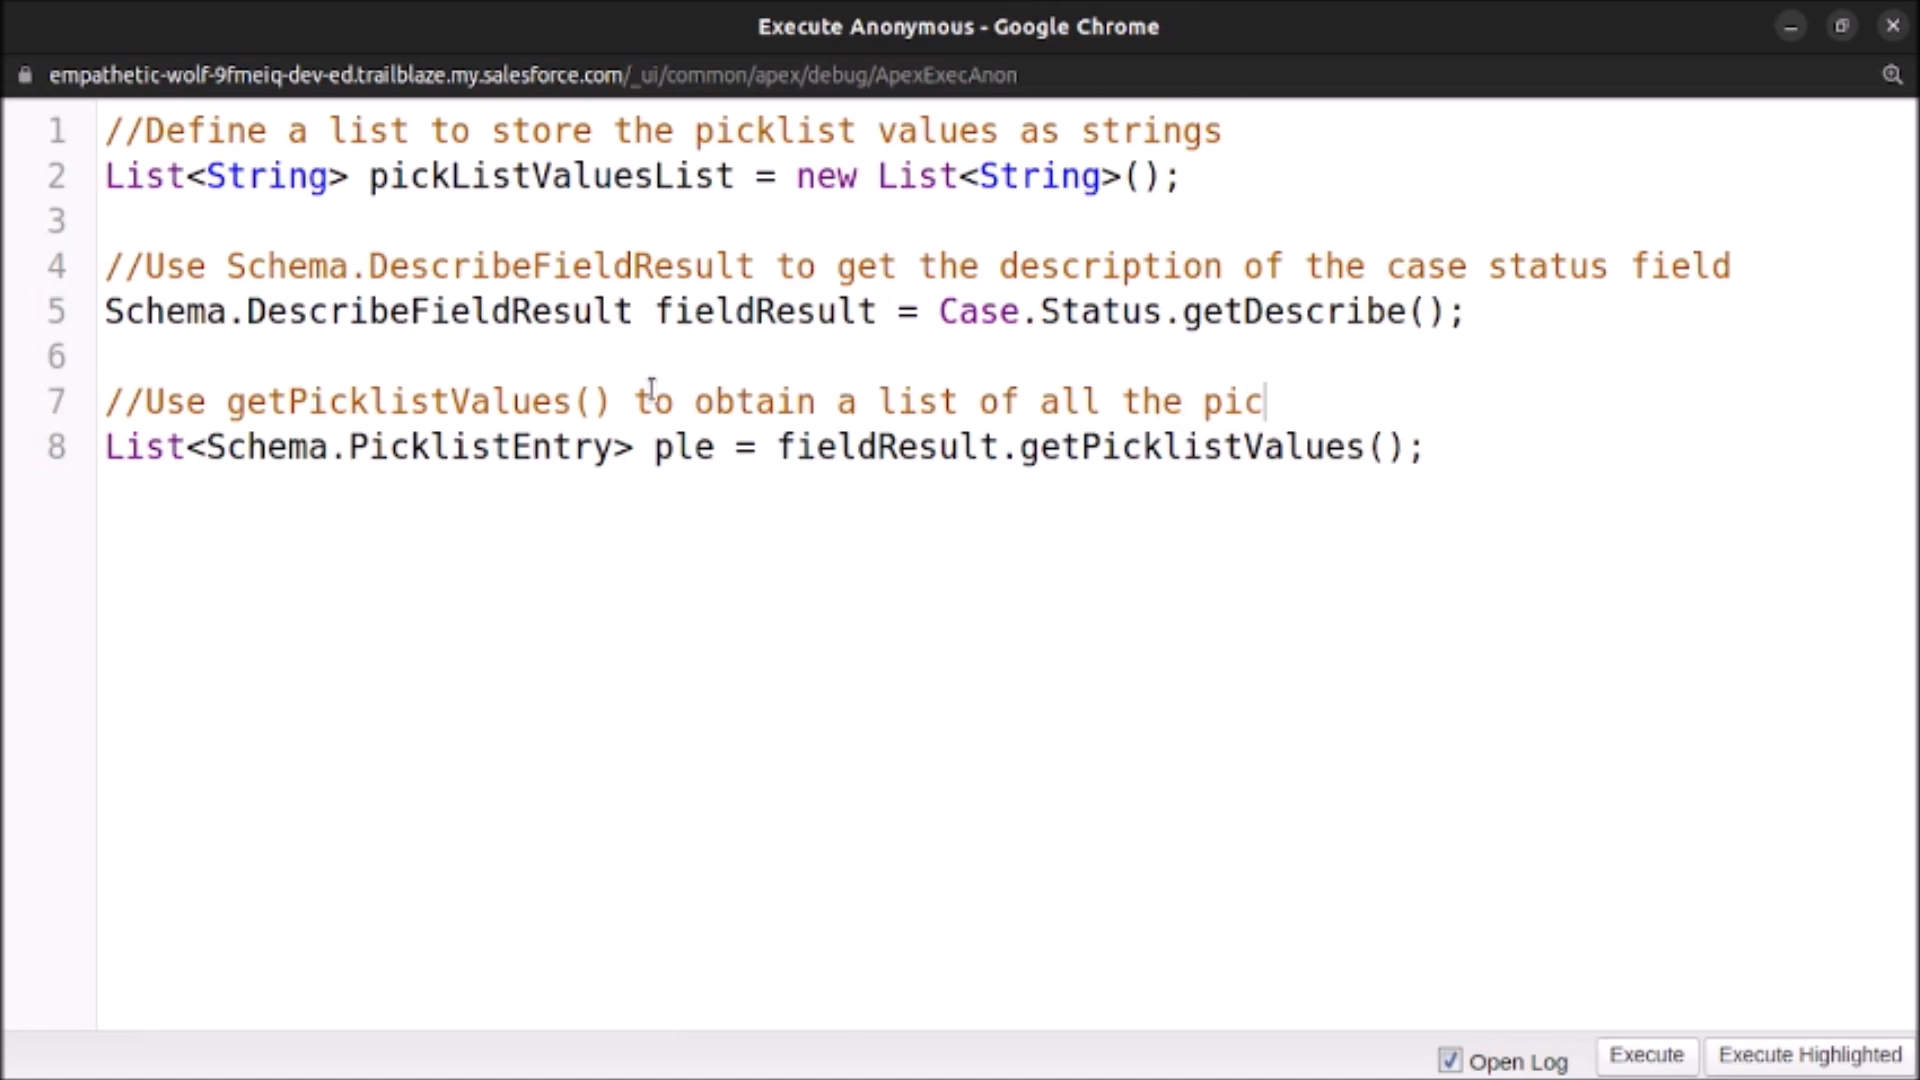 Execute Anonymous - Google Chrome
empathetic-wolf-9fmeiq-dev-ed.trailblaze.my.salesforce.com/_ui/common/apex/debug/ApexExecAnon
1 //Define a list to store the picklist values as strings
2 List<String> pickListValuesList = new List<String>();
3
4 //Use Schema.DescribeFieldResult to get the description of the case status field
5 Schema.DescribeFieldResult fieldResult = Case.Status.getDescribe();
6
7 //Use getPicklistValues() to obtain a list of all the pic
8 List<Schema.PicklistEntry> ple = fieldResult.getPicklistValues();
Open Log Execute Execute Highlighted